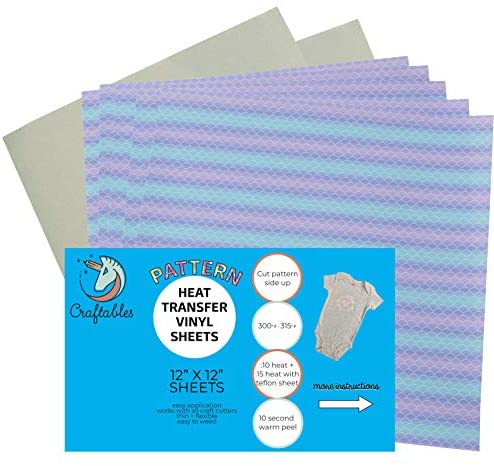 Craftables
PATTERN
HEAT
TRANSFER
VINYL
SHEETS
12" X 12"
SHEETS
easy application
works with all craft cutters
thin + flexible
easy to weed
Cut pattern
side up
300°F-315°F
:10 heat +
:15 heat with
teflon sheet
10 second
warm peel
more instructions